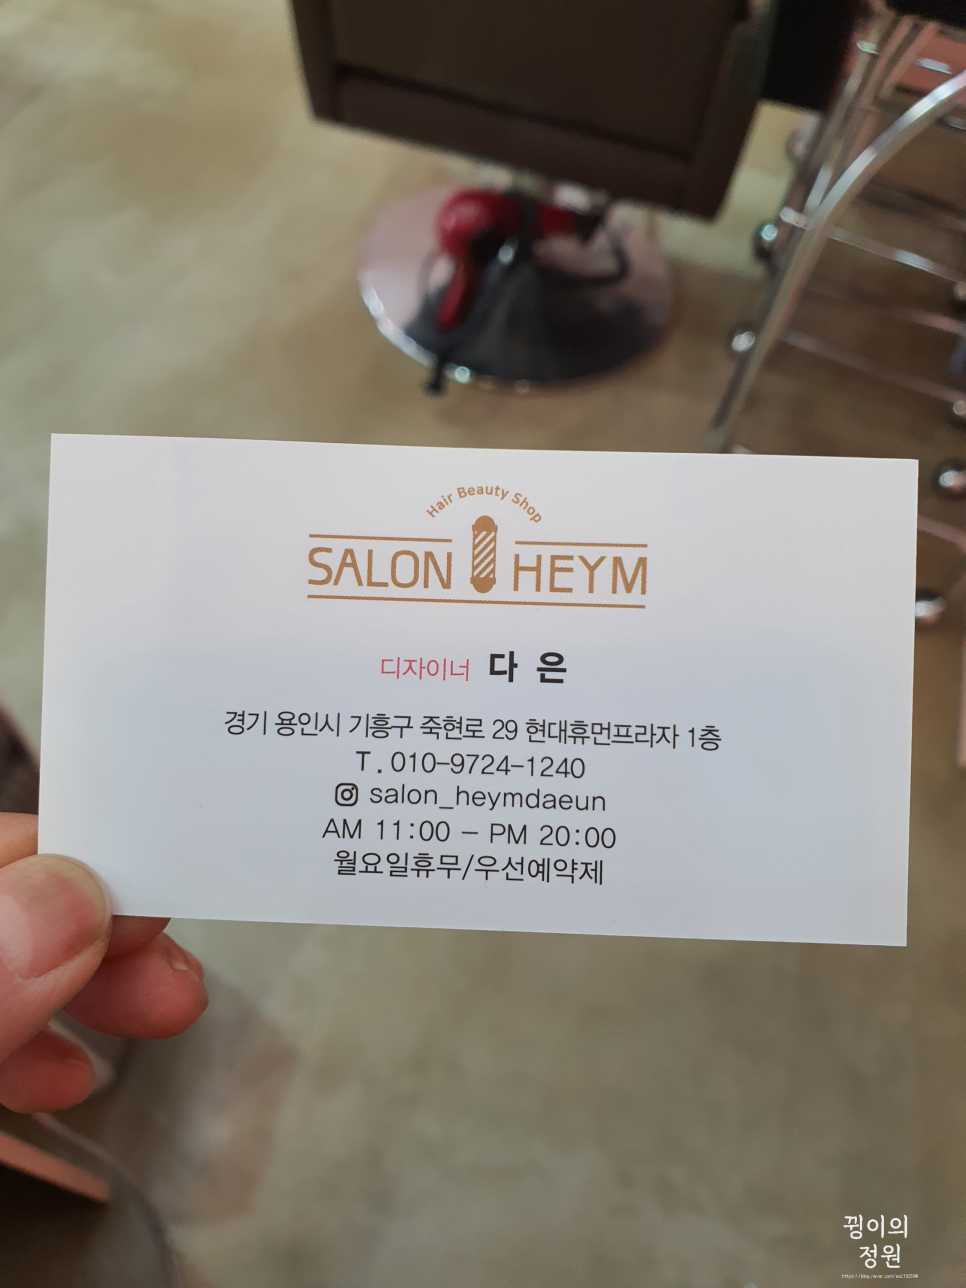 Hair Beauty Shop
SALON HEYM
디자이너 다 은
경기 용인시 기흥구 죽현로 29 현대휴먼프라자 1층
T . 010-9724-1240
salon_heymdaeun
AM 11:00 - PM 20:00
월요일휴무/우선예약제
뀡이의
정원